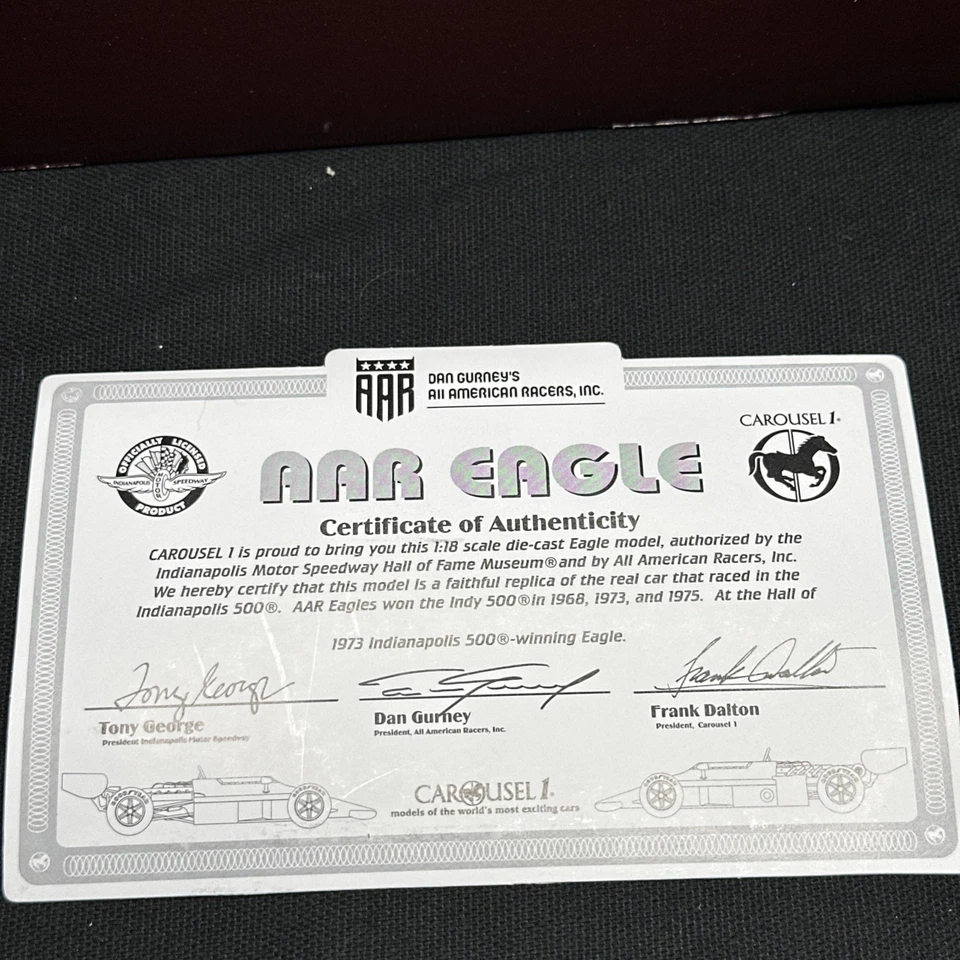 AAR
DAN GURNEY'S
All AMERICAN RACERS, INC.
CAROUSEL 1®
OFFICIALLY LICENSED
INDIANAPOLIS MOTOR SPEEDWAY
PRODUCT
AAR EAGLE
Certificate of Authenticity
CAROUSEL 1 is proud to bring you this 1:18 scale die-cast Eagle model, authorized by the
Indianapolis Motor Speedway Hall of Fame Museum® and by All American Racers, Inc.
We hereby certify that this model is a faithful replica of the real car that raced in the
Indianapolis 500®. AAR Eagles won the Indy 500® in 1968, 1973, and 1975. At the Hall of
1973 Indianapolis 500®-winning Eagle.
Tony George
Dan Gurney
Frank Dalton
Tony George
President Indianapolis Motor Speedway
Dan Gurney
President, All American Racers, Inc.
Frank Dalton
President, Carousel 1
CAROUSEL 1®
models of the world's most exciting cars